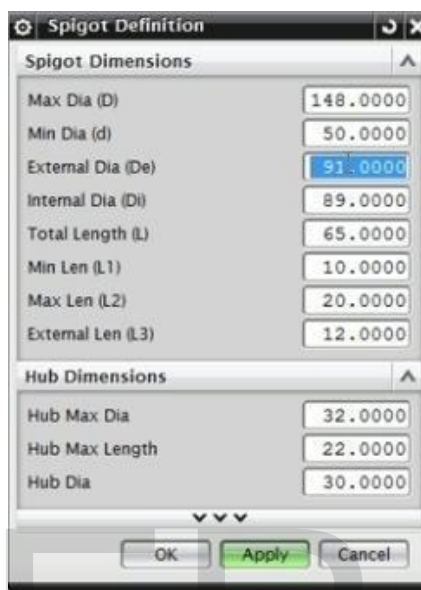 Spigot Definition
Spigot Dimensions
Max Dia (D) 148.0000
Min Dia (d) 50.0000
External Dia (De) 91.0000
Internal Dia (Di) 89.0000
Total Length (L) 65.0000
Min Len (L1) 10.0000
Max Len (L2) 20.0000
External Len (L3) 12.0000
Hub Dimensions
Hub Max Dia 32.0000
Hub Max Length 22.0000
Hub Dia 30.0000
OK Apply Cancel